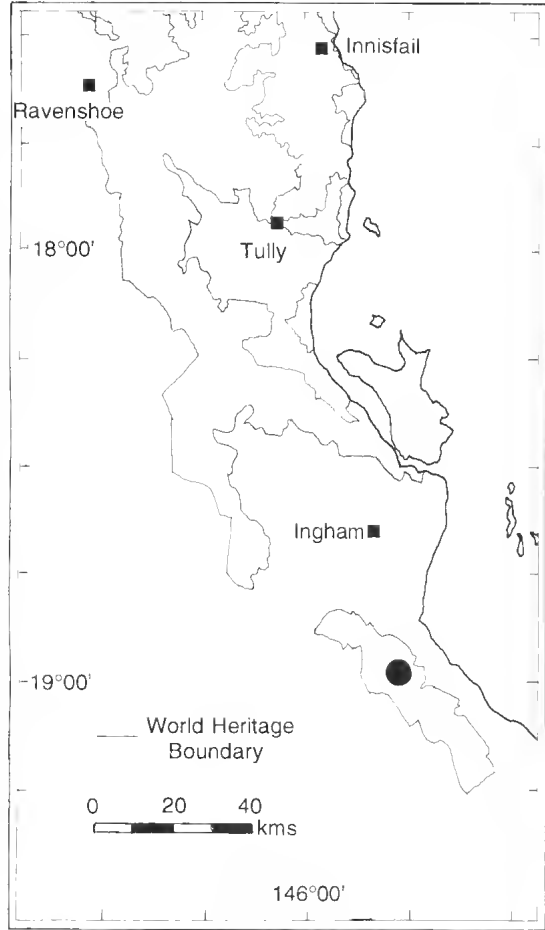 Innisfail
Ravenshoe
Tully
18°00'
Ingham
19°00'
World Heritage
Boundary
0 20 40
kms
146°00'